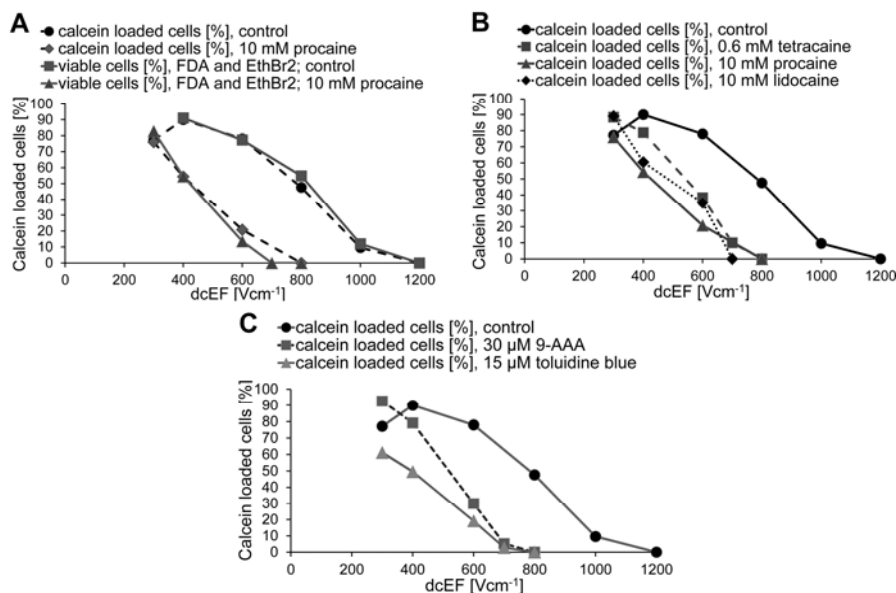 A
calcein loaded cells [%], control
calcein loaded cells [%], 10 mM procaine
viable cells [%], FDA and EthBr2; control
viable cells [%], FDA and EthBr2; 10 mM procaine
Calcein loaded cells [%]
100
90
80
70
60
50
40
30
20
10
0
0 200 400 600 800 1000 1200
dcEF [Vcm⁻¹]
B
calcein loaded cells [%], control
calcein loaded cells [%], 0.6 mM tetracaine
calcein loaded cells [%], 10 mM procaine
calcein loaded cells [%], 10 mM lidocaine
Calcein loaded cells [%]
100
90
80
70
60
50
40
30
20
10
0
0 200 400 600 800 1000 1200
dcEF [Vcm⁻¹]
C
calcein loaded cells [%], control
calcein loaded cells [%], 30 µM 9-AAA
calcein loaded cells [%], 15 µM toluidine blue
Calcein loaded cells [%]
100
90
80
70
60
50
40
30
20
10
0
0 200 400 600 800 1000 1200
dcEF [Vcm⁻¹]